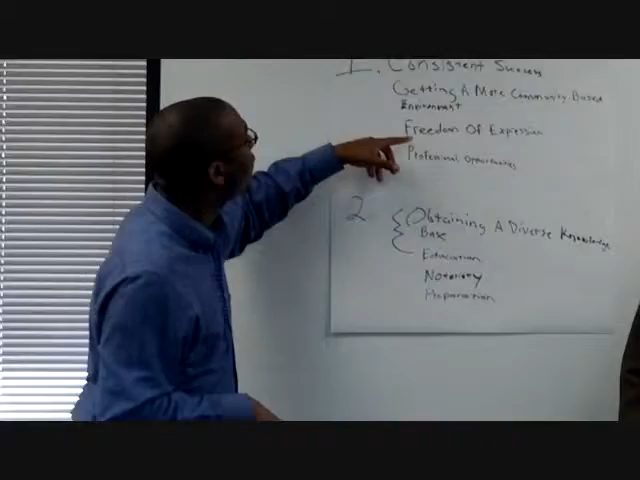 I. Consistent Success
Getting A More Community Based
Environment
Freedom Of Expression
Professional Opportunities
2
Obtaining A Diverse Knowledge
Base
Education
Notoriety
Preparation